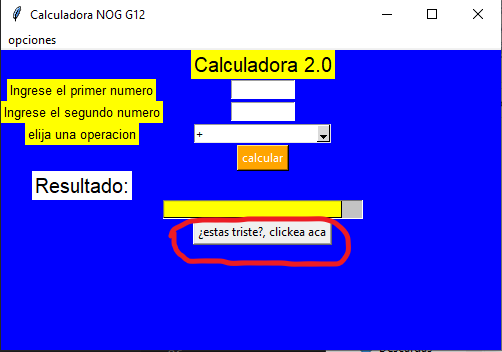 Calculadora NOG G12
opciones
Calculadora 2.0
Ingrese el primer numero
Ingrese el segundo numero
elija una operacion
+
calcular
Resultado:
¿estas triste?, clickea aca